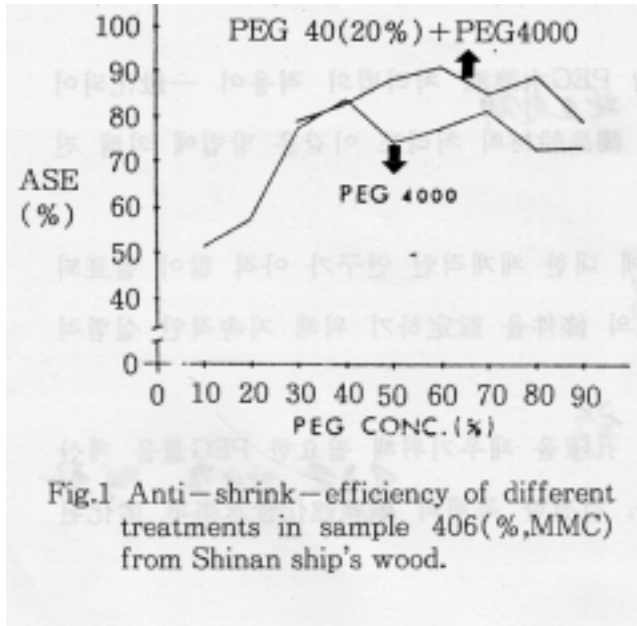 PEG 40(20%)+PEG4000
100
90
80
70
ASE
(%)
60
50
40
0
PEG 4000
0 10 20 30 40 50 60 70 80 90
PEG CONC.(%)
Fig.1 Anti—shrink—efficiency of different
treatments in sample 406(%,MMC)
from Shinan ship's wood.